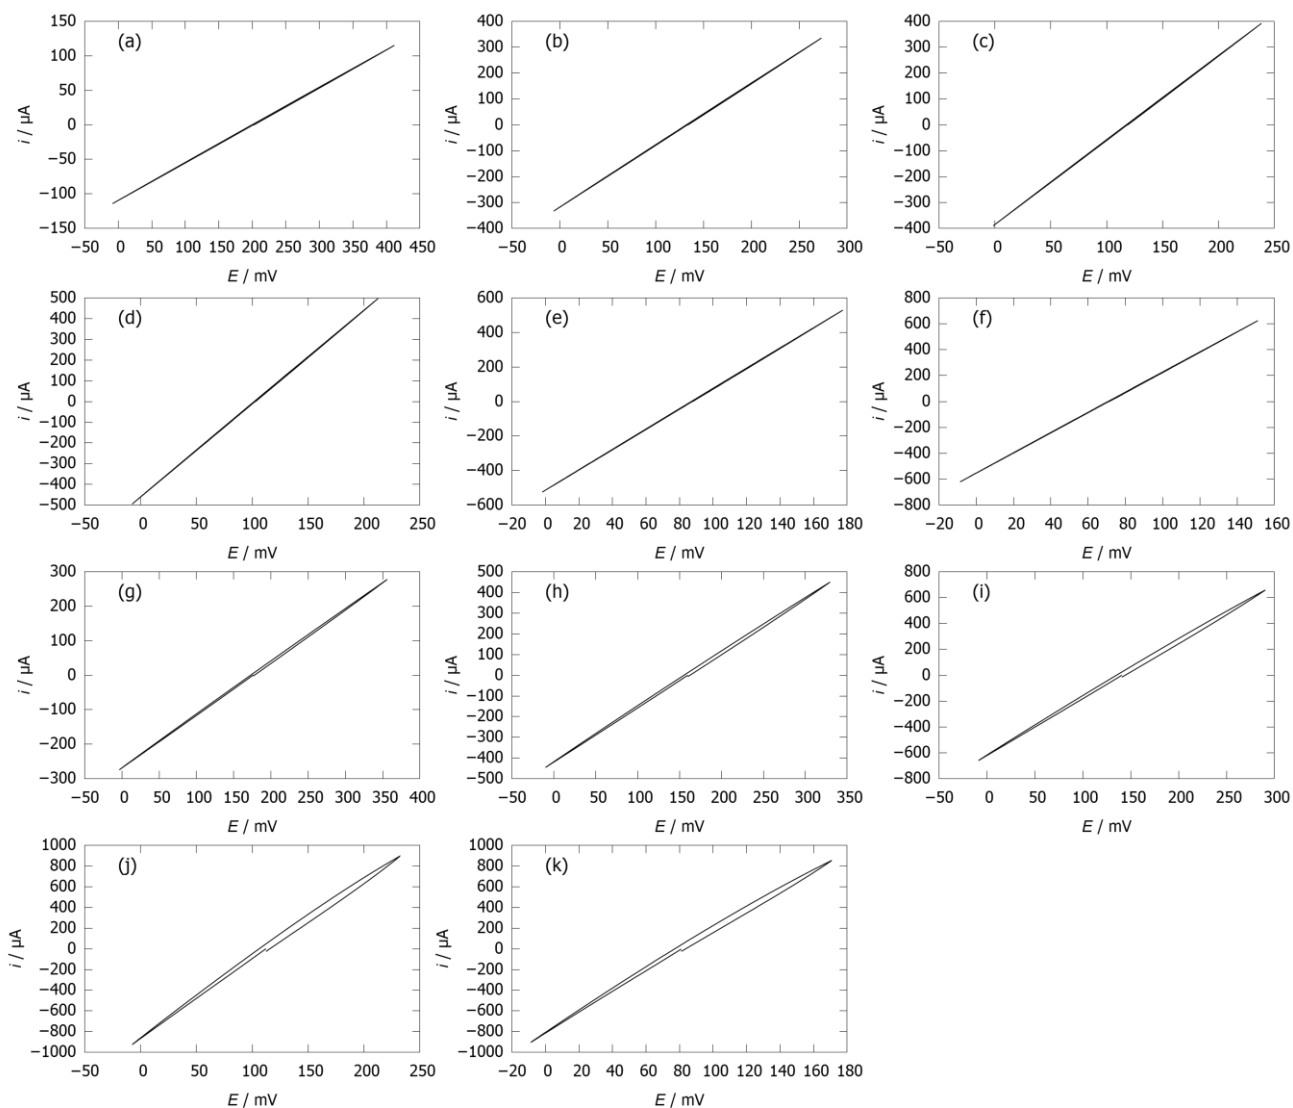 (a)
150
100
50
0
−50
−100
−150
i / µA
−50 0 50 100 150 200 250 300 350 400 450
E / mV
(b)
400
300
200
100
0
−100
−200
−300
−400
i / µA
−50 0 50 100 150 200 250 300
E / mV
(c)
400
300
200
100
0
−100
−200
−300
−400
i / µA
−50 0 50 100 150 200 250
E / mV
(d)
500
400
300
200
100
0
−100
−200
−300
−400
−500
i / µA
−50 0 50 100 150 200 250
E / mV
(e)
600
400
200
0
−200
−400
−600
i / µA
−20 0 20 40 60 80 100 120 140 160 180
E / mV
(f)
800
600
400
200
0
−200
−400
−600
−800
i / µA
−20 0 20 40 60 80 100 120 140 160
E / mV
(g)
300
200
100
0
−100
−200
−300
i / µA
−50 0 50 100 150 200 250 300 350 400
E / mV
(h)
500
400
300
200
100
0
−100
−200
−300
−400
−500
i / µA
−50 0 50 100 150 200 250 300 343
E / mV
(i)
800
600
400
200
0
−200
−400
−600
−800
i / µA
−50 0 50 100 150 200 250 300
E / mV
(j)
1000
800
600
400
200
0
−200
−400
−600
−800
−1000
i / µA
−50 0 50 100 150 200 250
E / mV
(k)
1000
800
600
400
200
0
−200
−400
−600
−800
−1000
i / µA
−20 0 20 40 60 80 100 120 140 160 180
E / mV